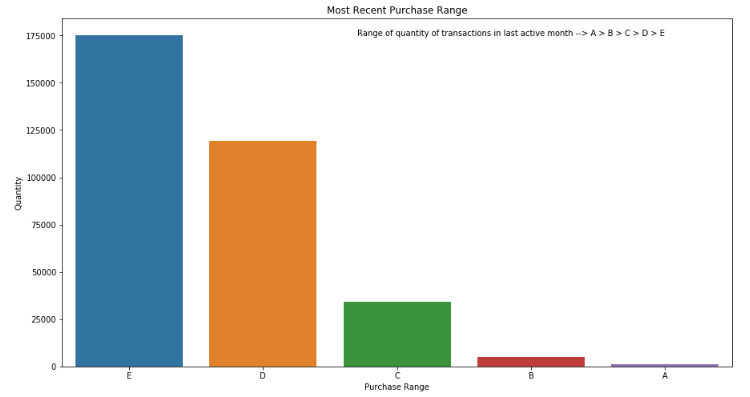 Most Recent Purchase Range
Range of quantity of transactions in last active month --> A > B > C > D > E
175000
150000
125000
100000
75000
50000
25000
0
Quantity
E D C B A
Purchase Range